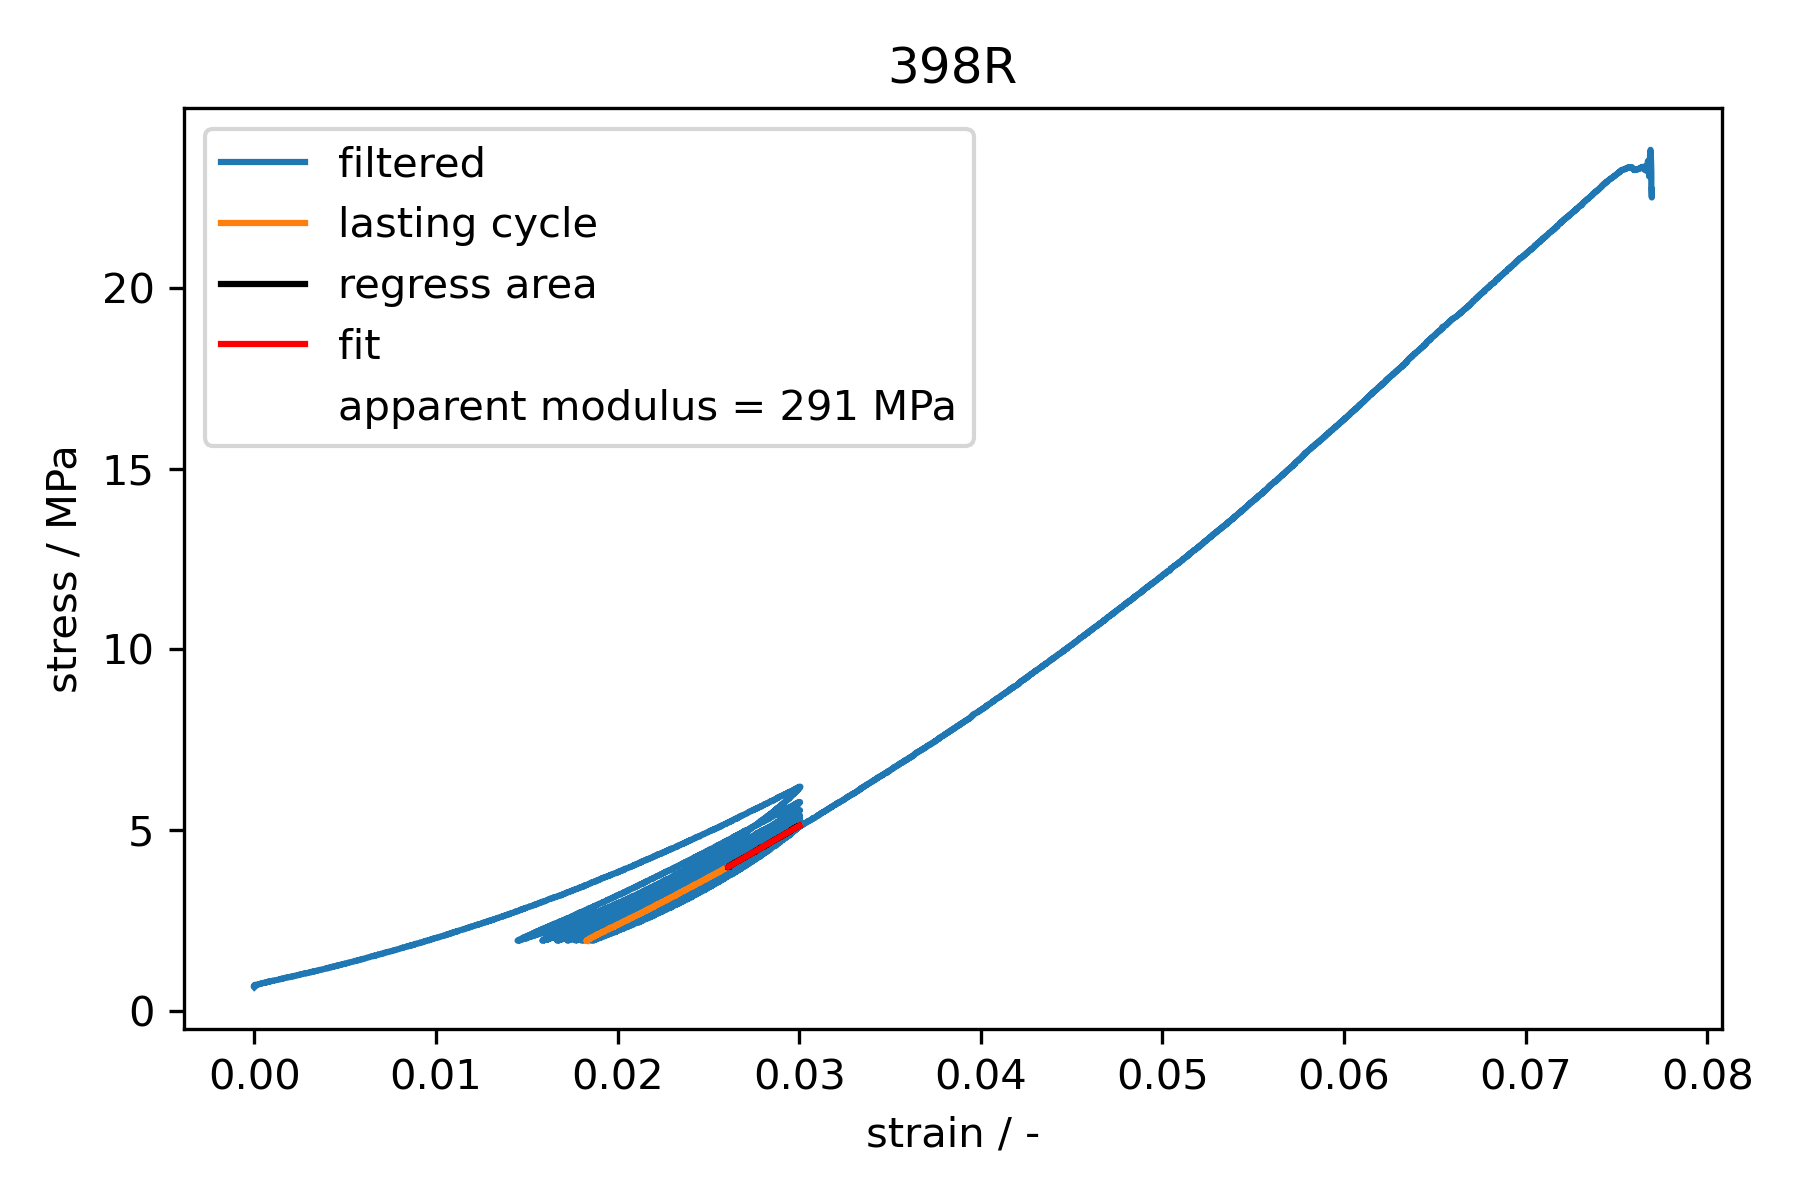 398R
filtered
lasting cycle
regress area
fit
apparent modulus = 291 MPa
stress / MPa
20
15
10
5
0
0.00 0.01 0.02 0.03 0.04 0.05 0.06 0.07 0.08
strain / -